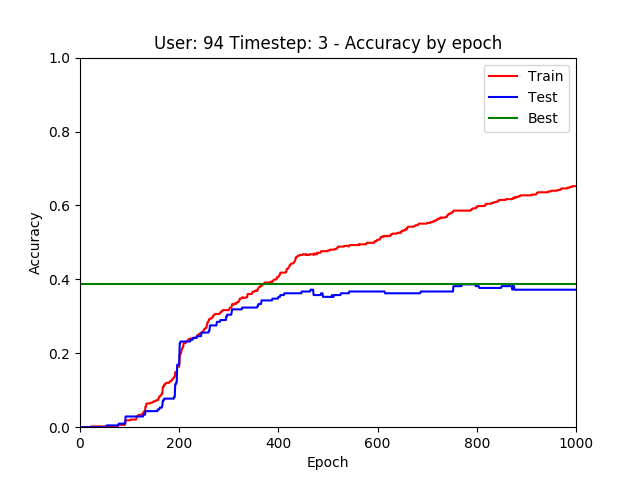 User: 94 Timestep: 3 - Accuracy by epoch
1.0
0.8
0.6
0.4
0.2
0.0
Accuracy
Train
Test
Best
0 200 400 600 800 1000
Epoch